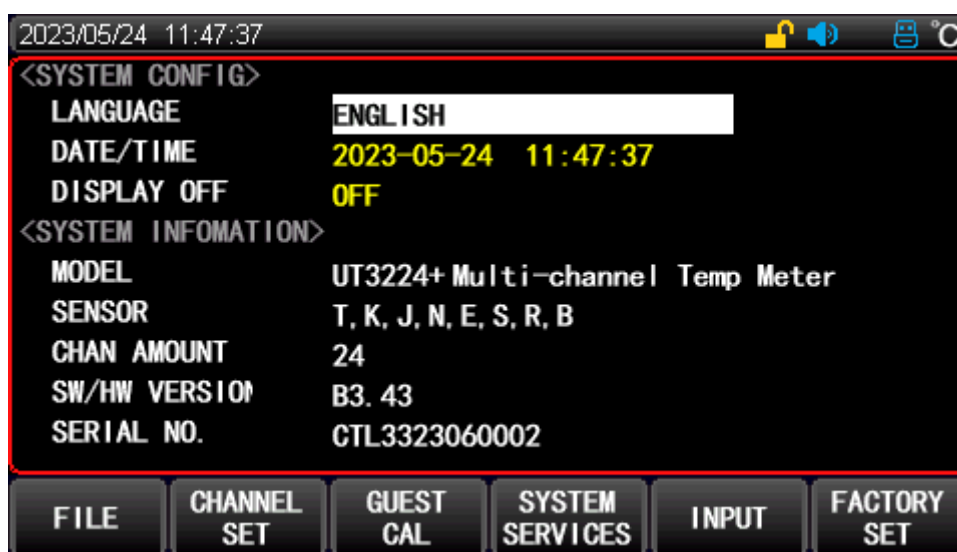 2023/05/24 11:47:37 °C
<SYSTEM CONFIG>
LANGUAGE ENGLISH
DATE/TIME 2023-05-24 11:47:37
DISPLAY OFF OFF
<SYSTEM INFOMATION>
MODEL UT3224+ Multi-channel Temp Meter
SENSOR T, K, J, N, E, S, R, B
CHAN AMOUNT 24
SW/HW VERSION B3.43
SERIAL NO. CTL3323060002
FILE
CHANNEL
SET
GUEST
CAL
SYSTEM
SERVICES
INPUT
FACTORY
SET